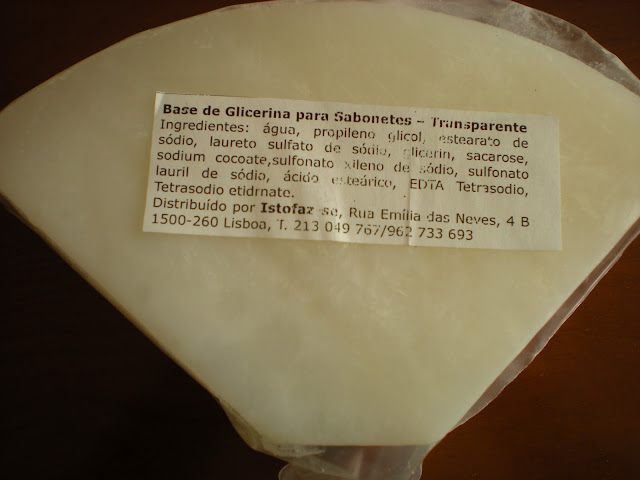 Base de Glicerina para Sabonetes – Transparente
Ingredientes: água, propileno glicol, estearato de
sódio, laureto sulfato de sódio, glicerin, sacarose,
sodium cocoate,sulfonato xileno de sódio, sulfonato
lauril de sódio, ácido esteárico, EDTA Tetrasodio,
Tetrasodio etidrnate.
Distribuído por Istofaz-se, Rua Emília das Neves, 4 B
1500-260 Lisboa, T. 213 049 767/962 733 693